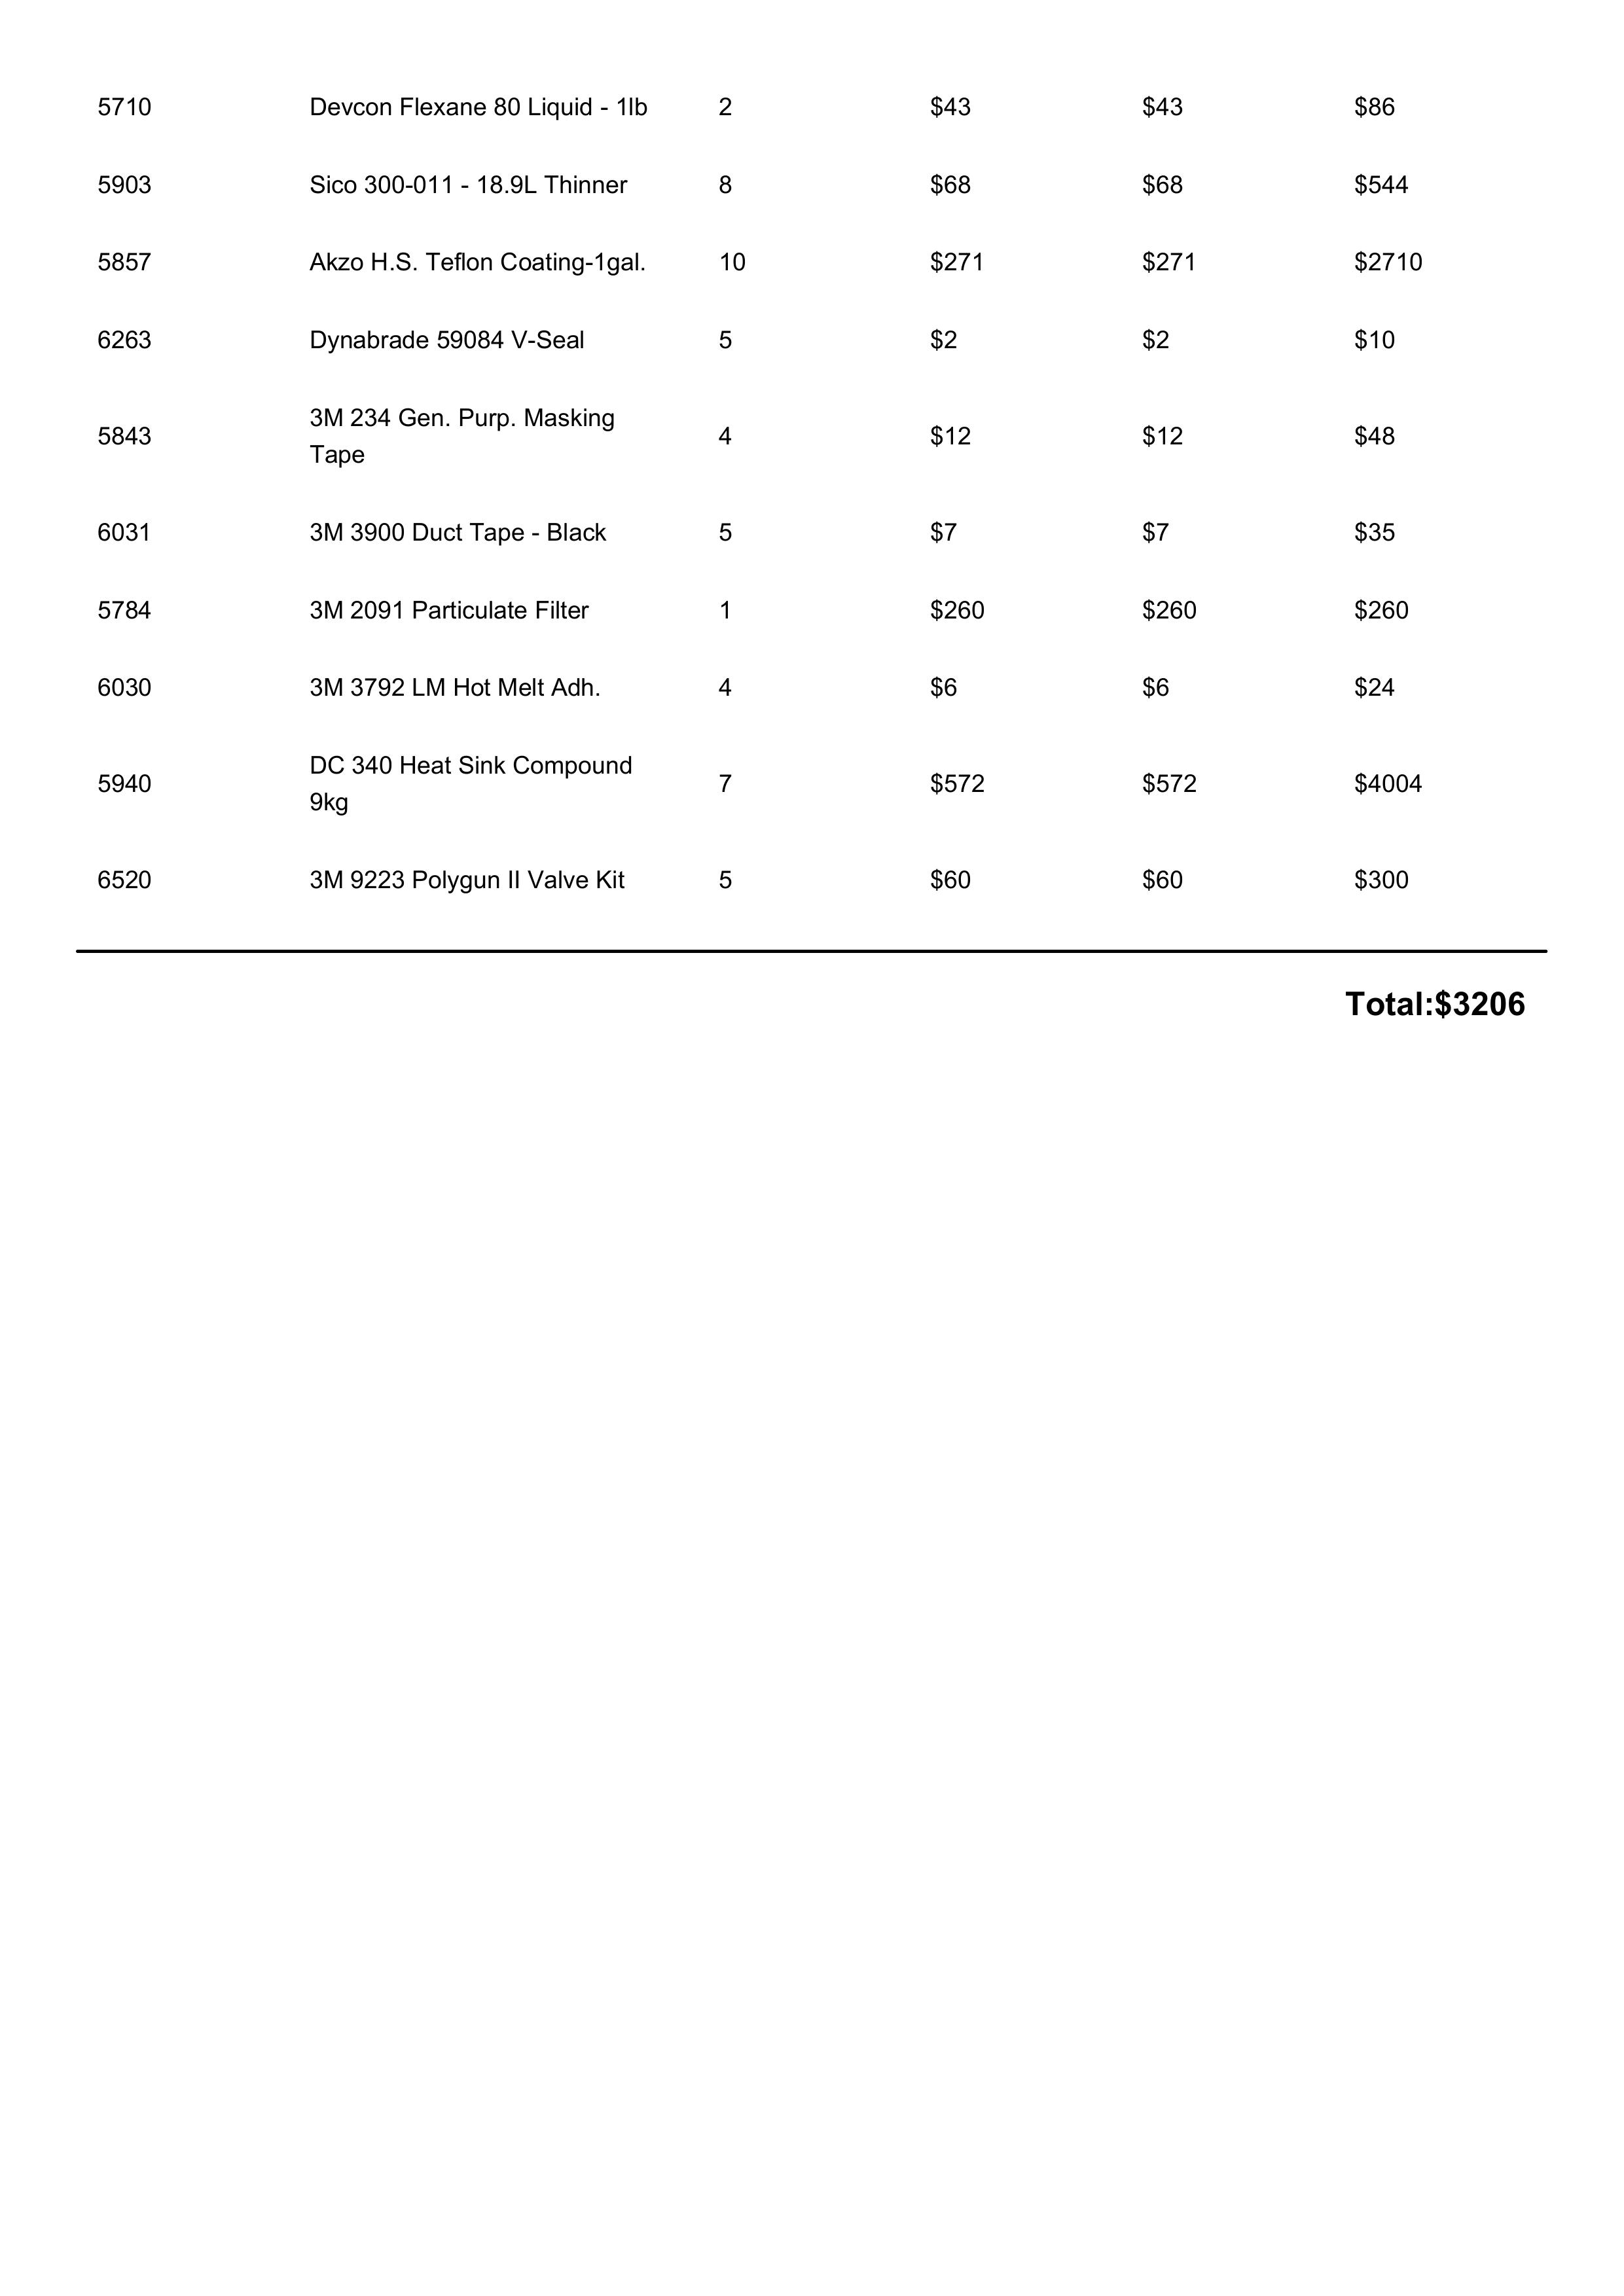 5710 Devcon Flexane 80 Liquid - 1lb 2 $43 $43 $86
5903 Sico 300-011 - 18.9L Thinner 8 $68 $68 $544
5857 Akzo H.S. Teflon Coating-1gal. 10 $271 $271 $2710
6263 Dynabrade 59084 V-Seal 5 $2 $2 $10
5843 3M 234 Gen. Purp. Masking 4 $12 $12 $48
Tape
6031 3M 3900 Duct Tape - Black 5 $7 $7 $35
5784 3M 2091 Particulate Filter 1 $260 $260 $260
6030 3M 3792 LM Hot Melt Adh. 4 $6 $6 $24
5940 DC 340 Heat Sink Compound 7 $572 $572 $4004
9kg
6520 3M 9223 Polygun II Valve Kit 5 $60 $60 $300
Total:$3206